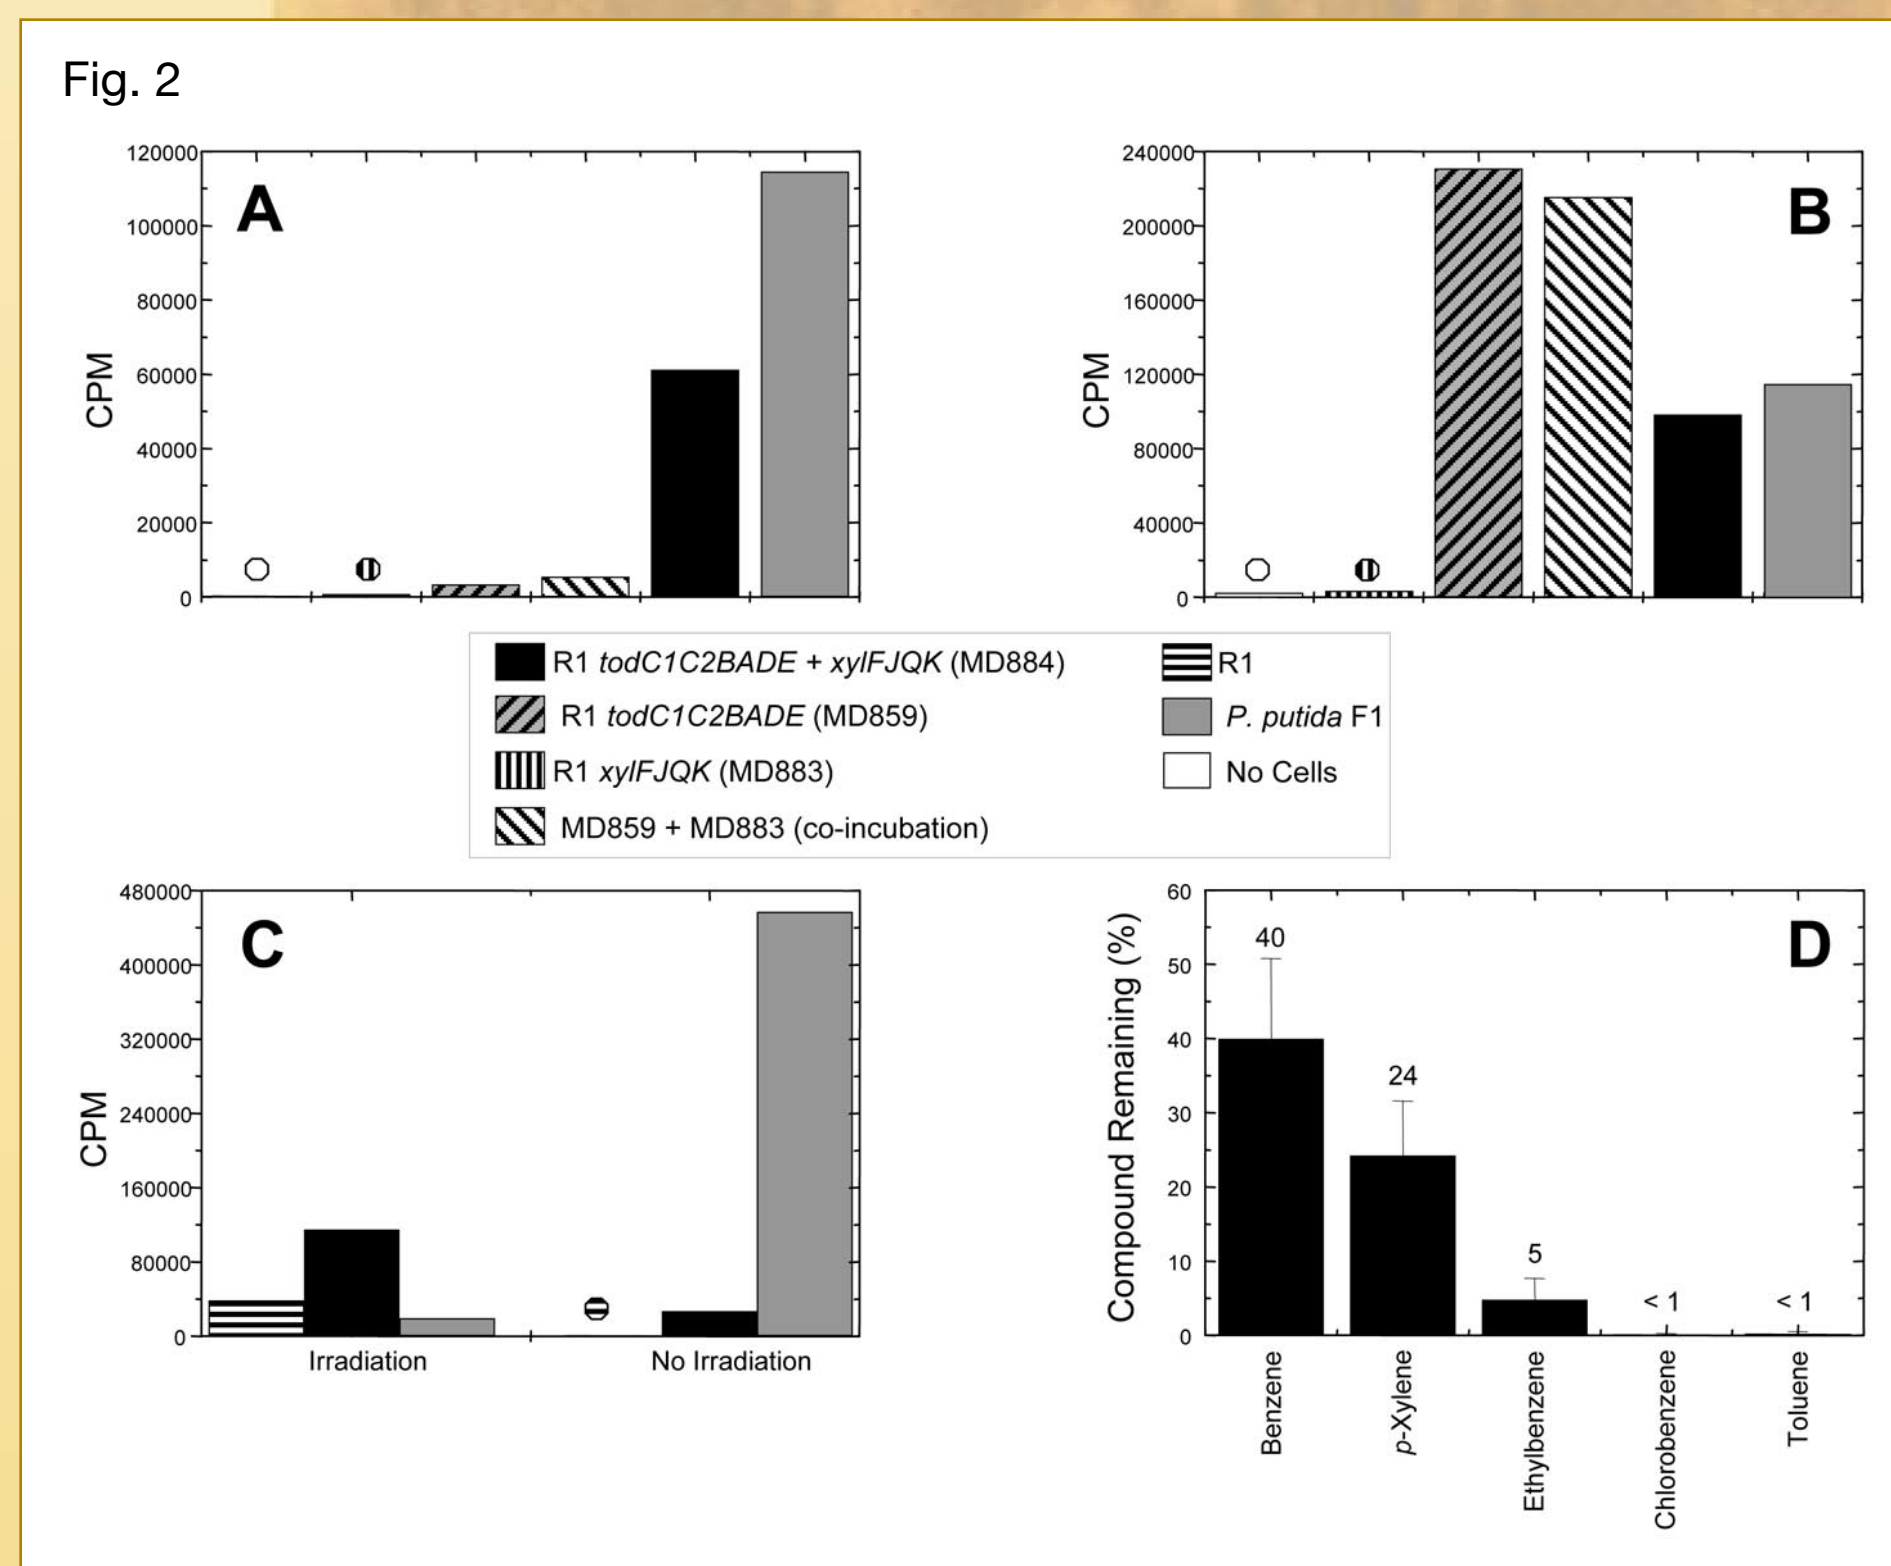 Fig. 2
A
CPM
120000
100000
80000
60000
40000
20000
0
B
CPM
240000
200000
160000
120000
80000
40000
0
R1 todC1C2BADE + xylFJQK (MD884)
R1 todC1C2BADE (MD859)
R1 xylFJQK (MD883)
MD859 + MD883 (co-incubation)
R1
P. putida F1
No Cells
C
CPM
480000
400000
320000
240000
160000
80000
0
Irradiation
No Irradiation
D
Compound Remaining (%)
60
50
40
30
20
10
0
40
24
5
< 1
< 1
Benzene
p-Xylene
Ethylbenzene
Chlorobenzene
Toluene